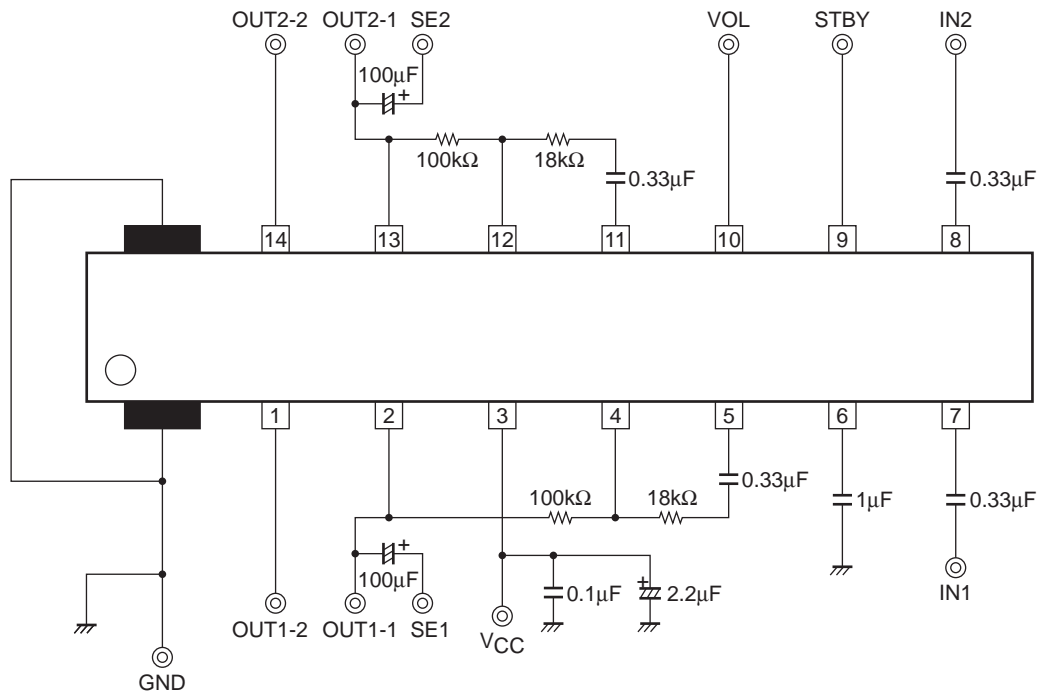 OUT2-2 OUT2-1 SE2 VOL STBY IN2
100μF
+
100kΩ 18kΩ
0.33μF 0.33μF
14 13 12 11 10 9 8
1 2 3 4 5 6 7
0.33μF
100kΩ 18kΩ
1μF 0.33μF
+
100μF
+
0.1μF 2.2μF
OUT1-2 OUT1-1 SE1 VCC IN1
GND